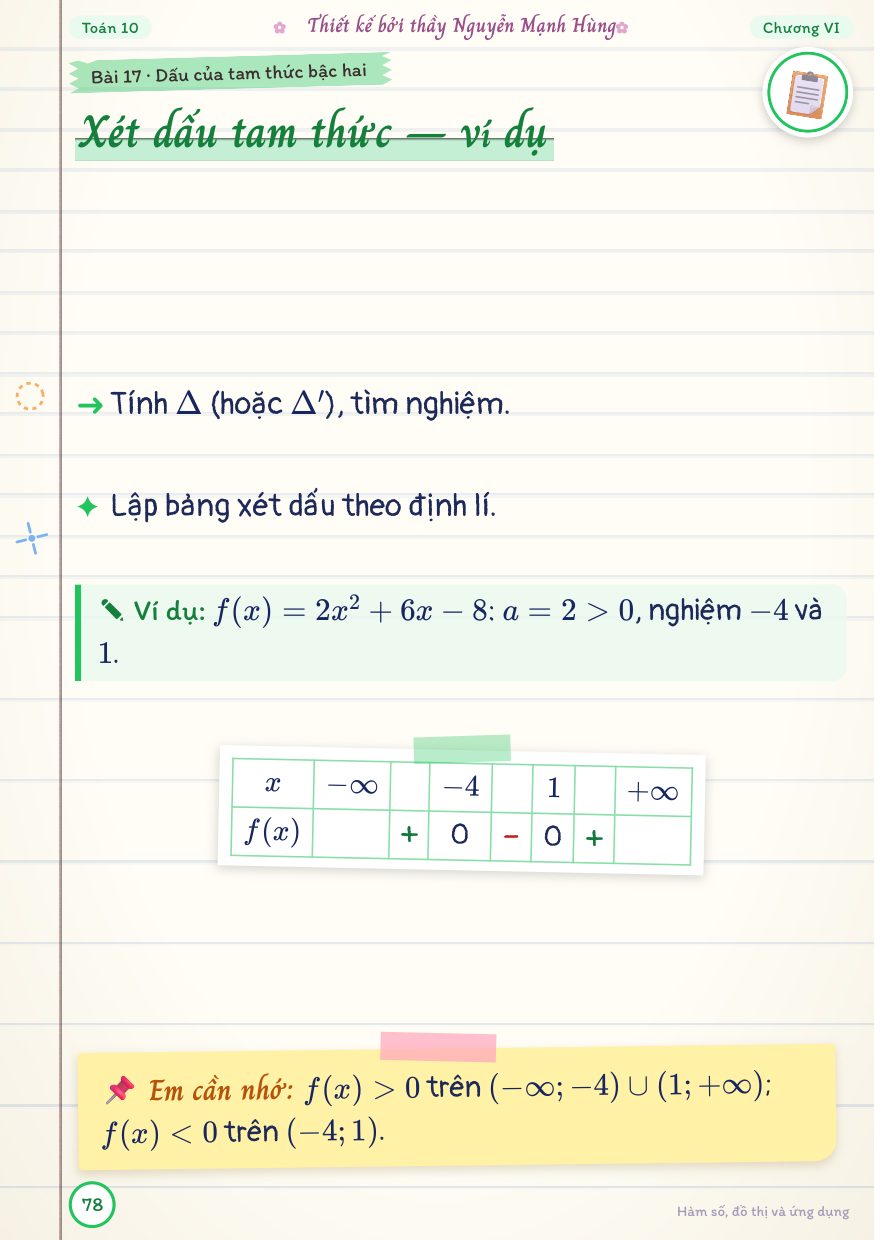 Toán 10
Thiết kế bởi thầy Nguyễn Mạnh Hùng
Chương VI
Bài 17 · Dấu của tam thức bậc hai
Xét dấu tam thức — ví dụ
→ Tính Δ (hoặc Δ′), tìm nghiệm.
✦ Lập bảng xét dấu theo định lí.
Ví dụ: f(x) = 2x² + 6x − 8: a = 2 > 0, nghiệm −4 và
1.
x −∞ −4 1 +∞
f(x) + 0 − 0 +
Em cần nhớ: f(x) > 0 trên (−∞; −4) ∪ (1; +∞);
f(x) < 0 trên (−4; 1).
78
Hàm số, đồ thị và ứng dụng